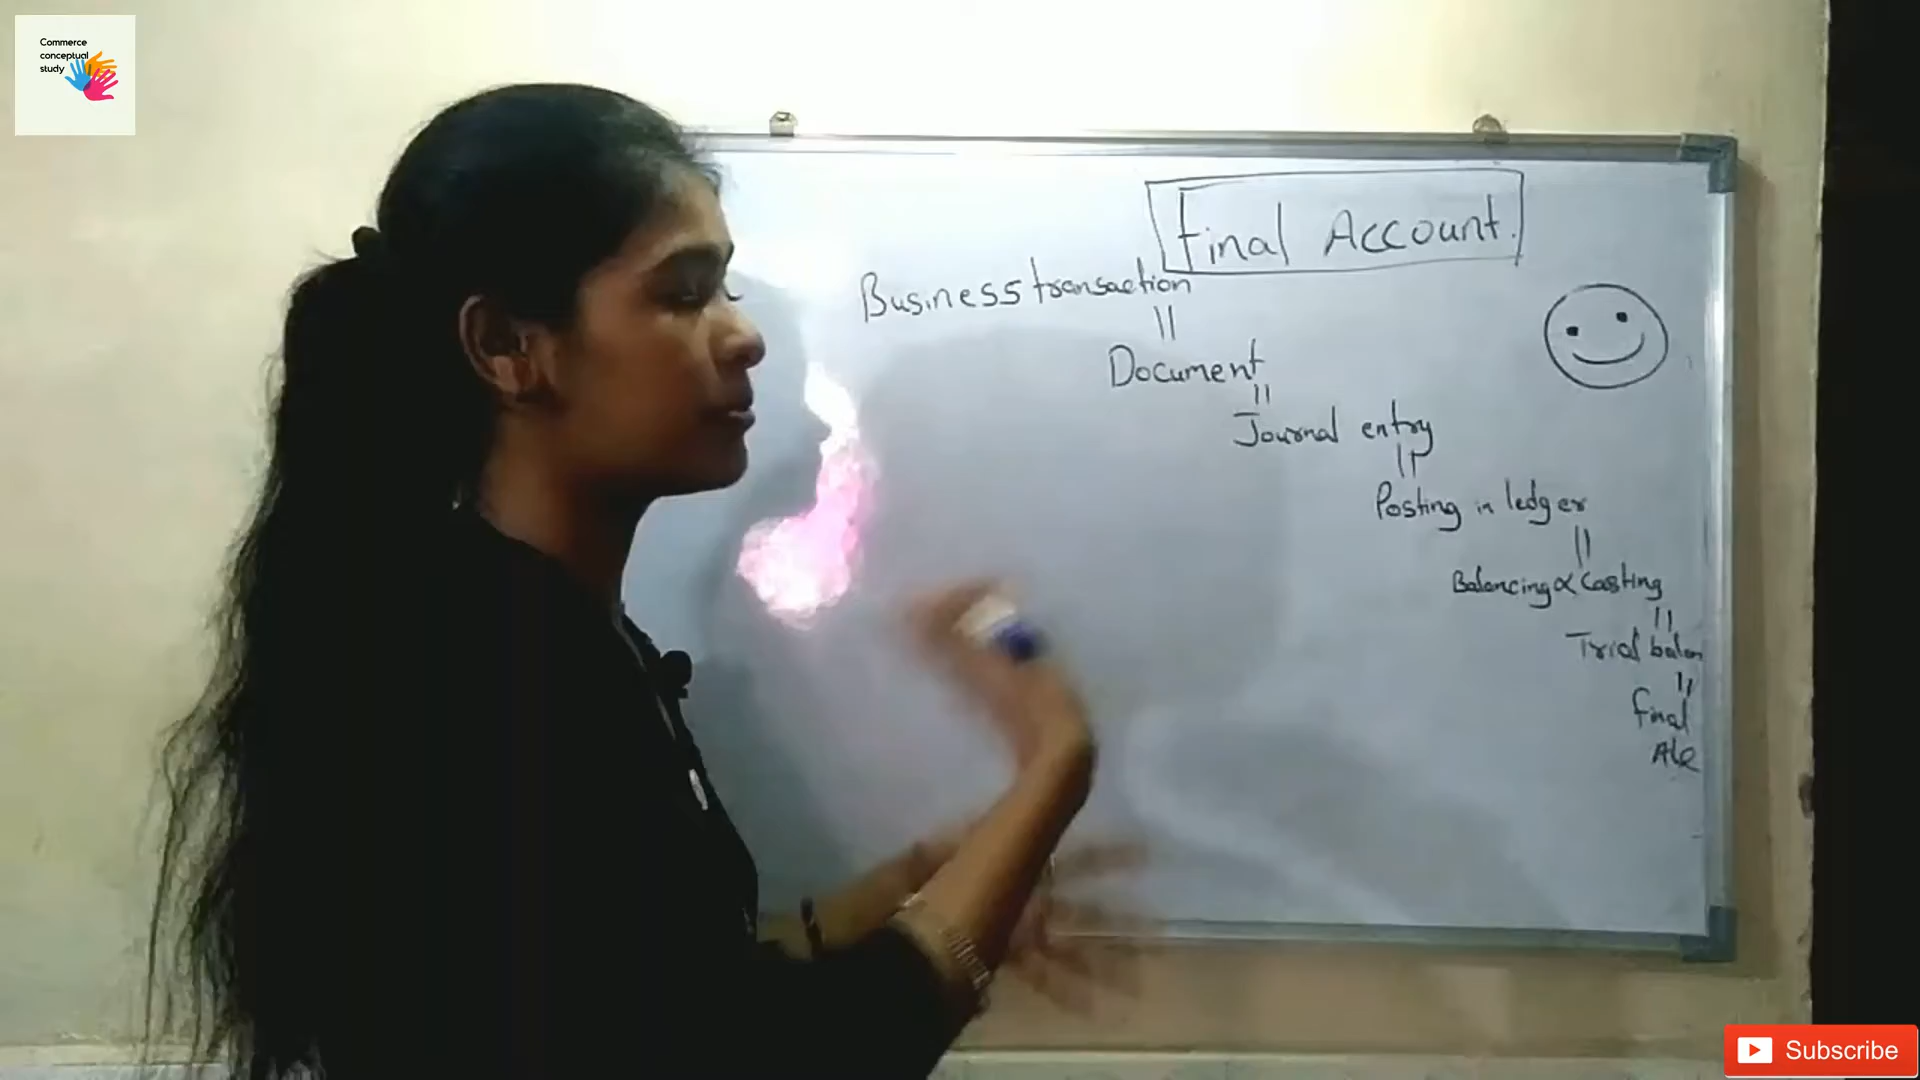 Commerce
conceptual
study
Final Account.
Business transaction
Document
Journal entry
Posting in ledger
Balancing & Casting
Trial balan
final
A/c
Subscribe